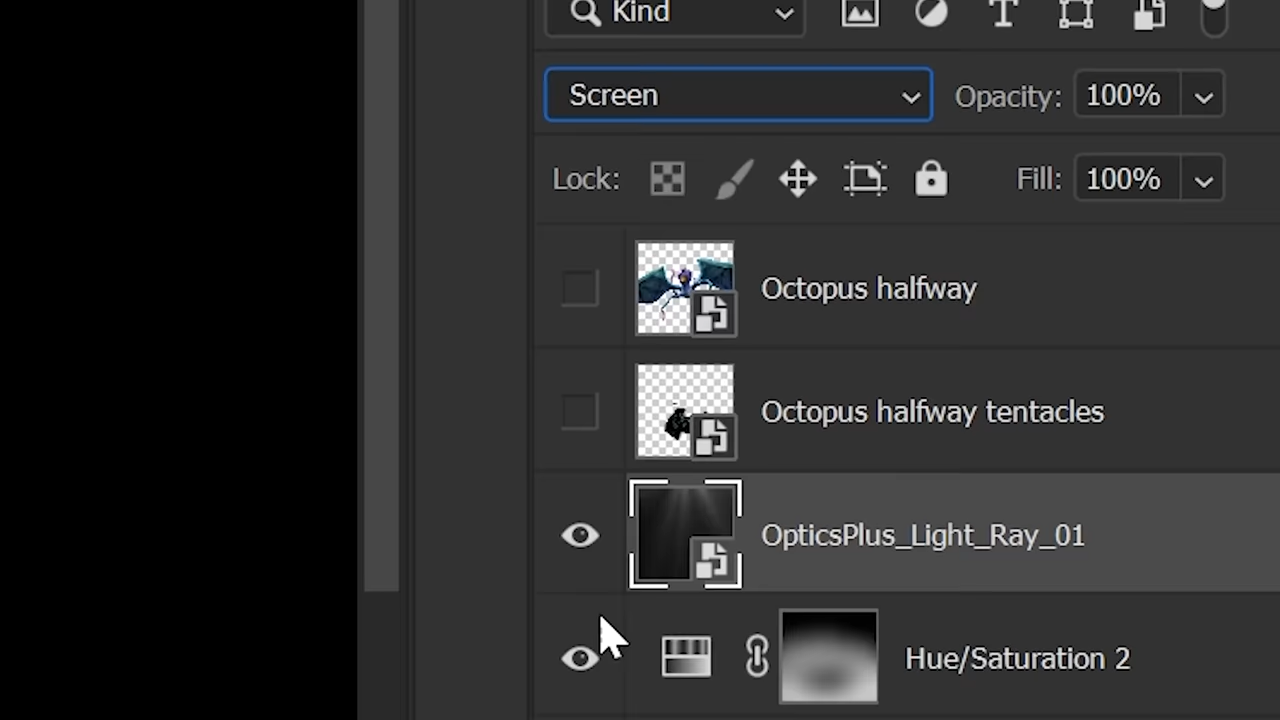 Kind
Screen
Opacity: 100%
Lock:
Fill: 100%
Octopus halfway
Octopus halfway tentacles
OpticsPlus_Light_Ray_01
Hue/Saturation 2